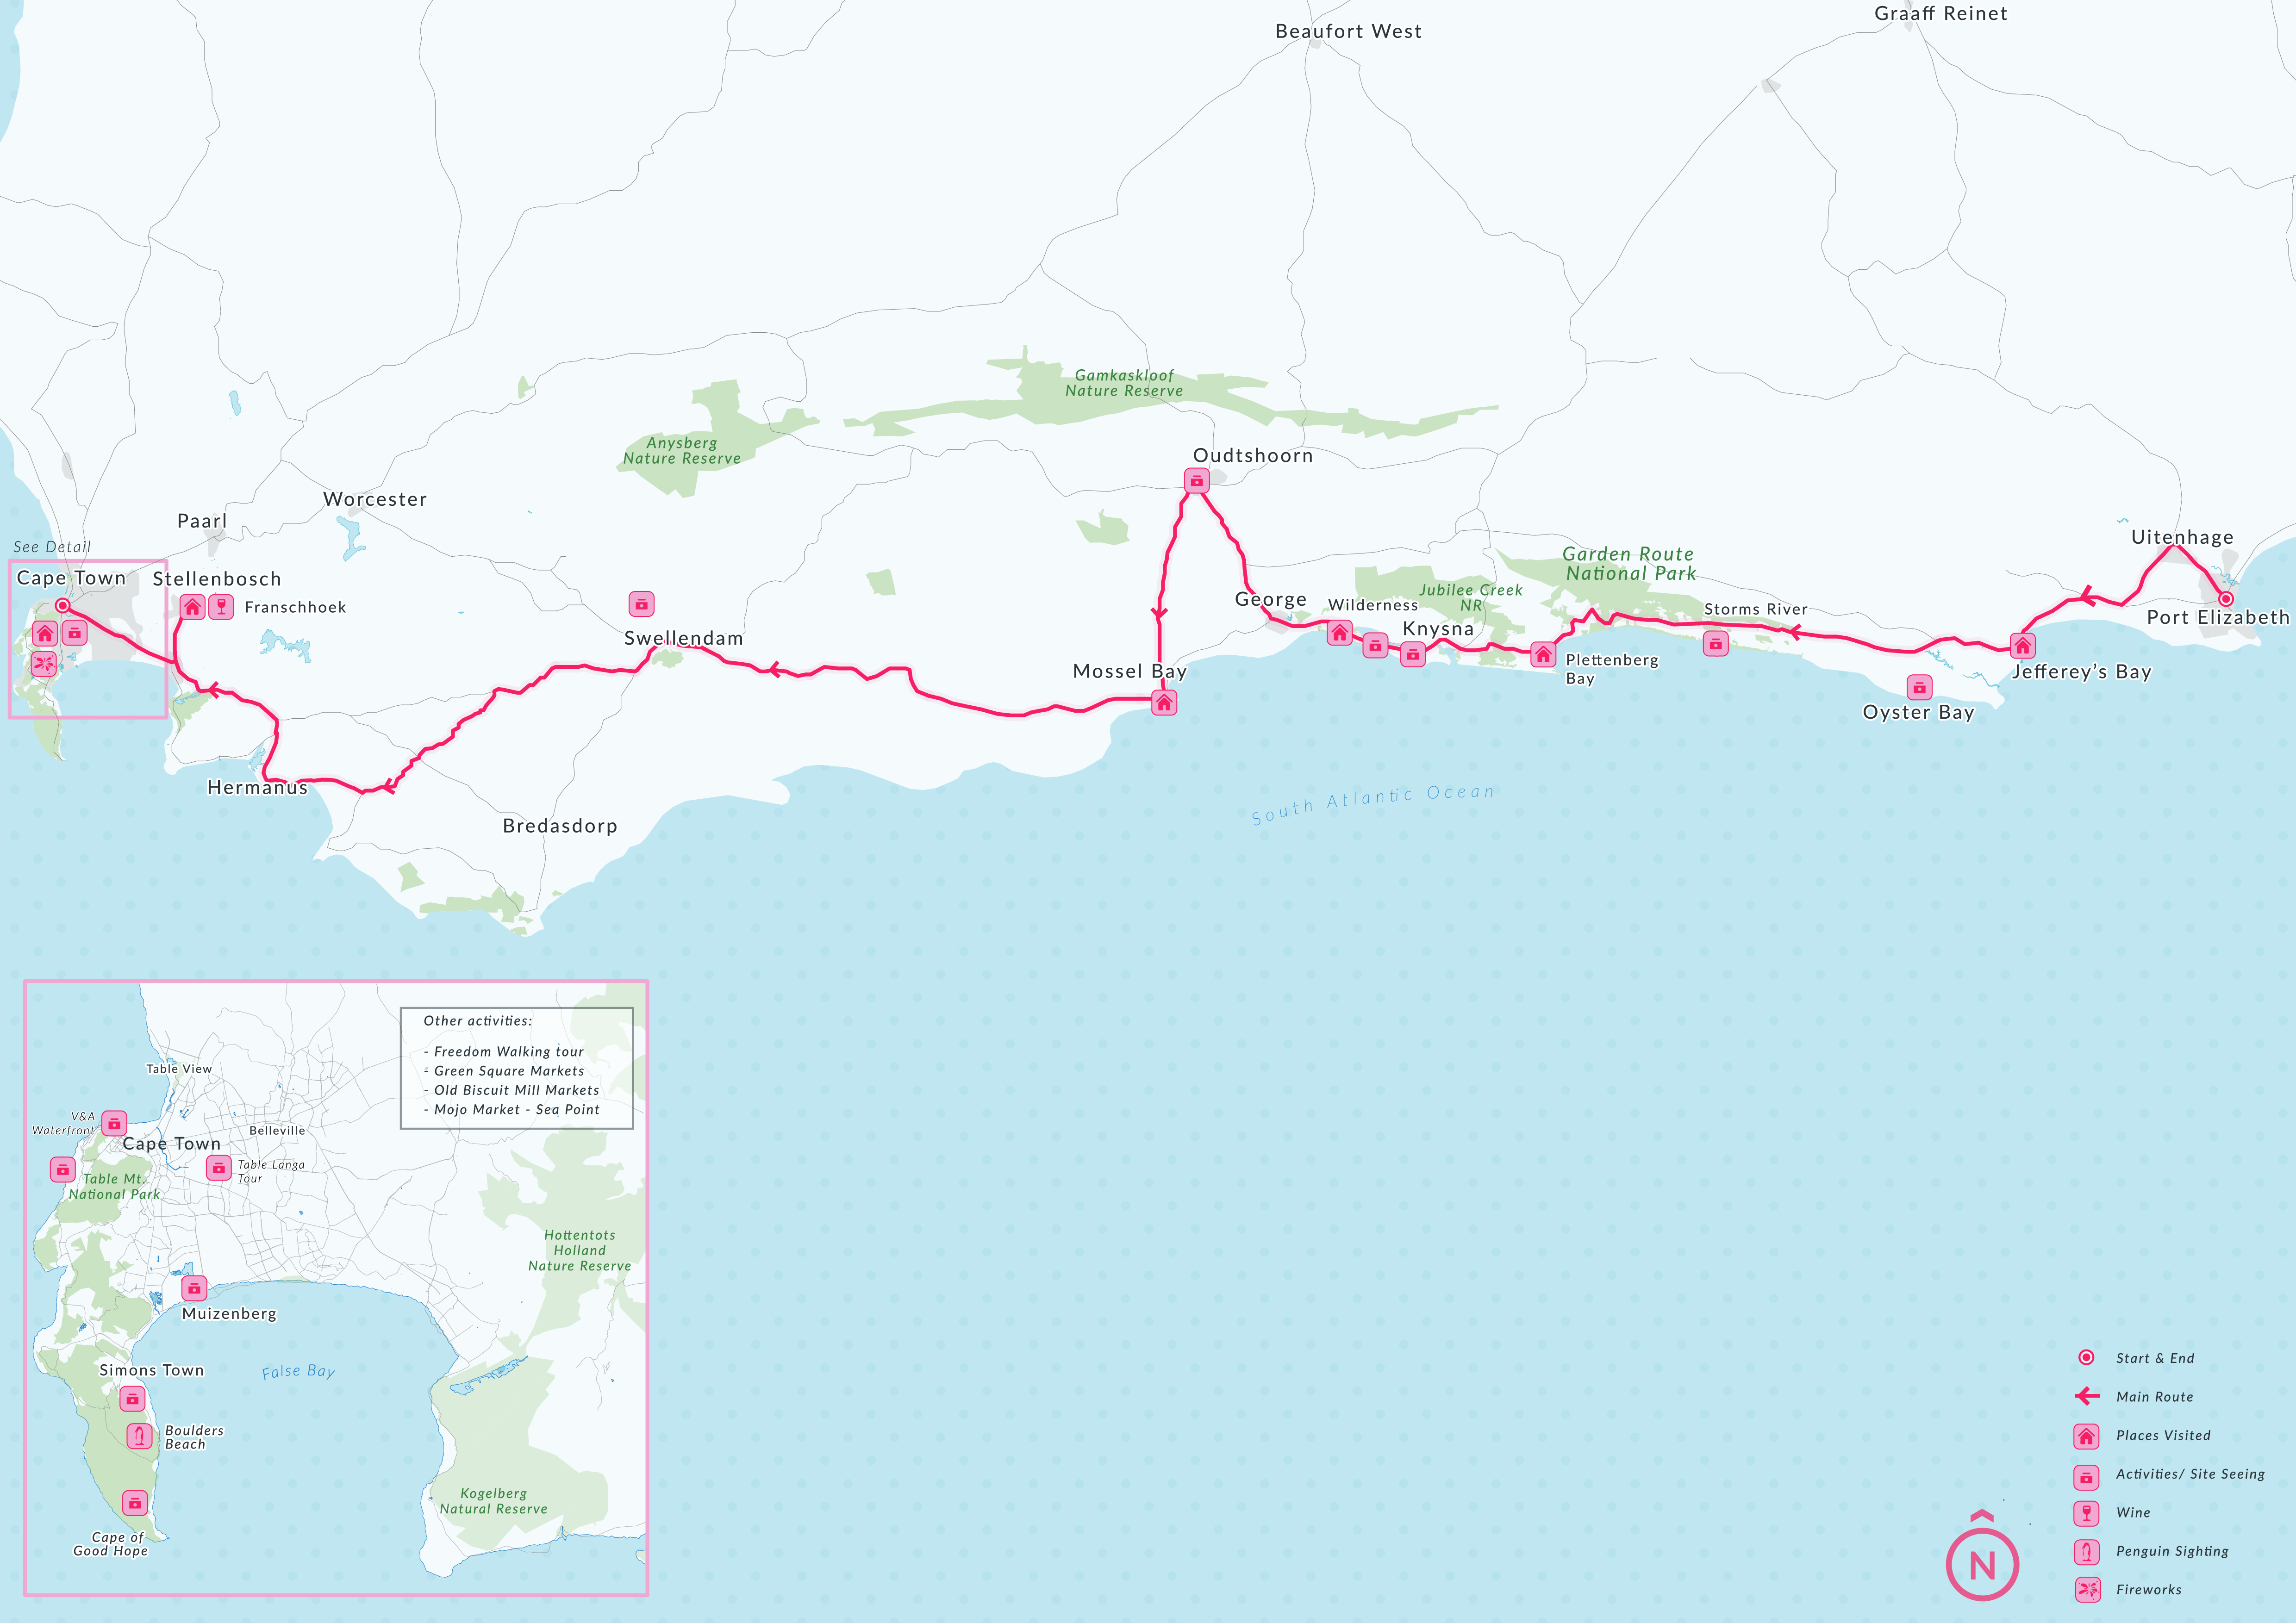 Graaff Reinet
Beaufort West
Gamkaskloof
Nature Reserve
Anysberg
Nature Reserve
Oudtshoorn
Worcester
Paarl
See Detail
Cape Town
Stellenbosch
Franschhoek
Swellendam
Mossel Bay
George
Wilderness
Knysna
Jubilee Creek
NR
Garden Route
National Park
Plettenberg
Bay
Storms River
Uitenhage
Port Elizabeth
Jefferey's Bay
Oyster Bay
Hermanus
Bredasdorp
South Atlantic Ocean
Other activities:
- Freedom Walking tour
- Green Square Markets
- Old Biscuit Mill Markets
- Mojo Market - Sea Point
Table View
V&A
Waterfront
Cape Town
Belleville
Table Langa
Tour
Table Mt.
National Park
Hottentots
Holland
Nature Reserve
Muizenberg
Simons Town
False Bay
Boulders
Beach
Kogelberg
Natural Reserve
Cape of
Good Hope
Start & End
Main Route
Places Visited
Activities/ Site Seeing
Wine
Penguin Sighting
Fireworks
N